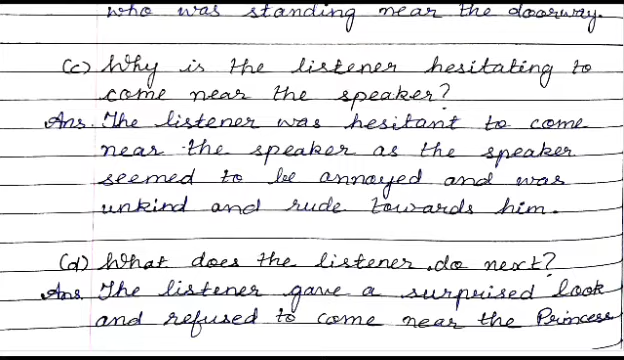 who was standing near the doorway.
(c) Why is the listener hesitating to
come near the speaker?
Ans. The listener was hesitant to come
near the speaker as the speaker
seemed to be annoyed and was
unkind and rude towards him.
(d) What does the listener do next?
Ans. The listener gave a surprised look
and refused to come near the Princess